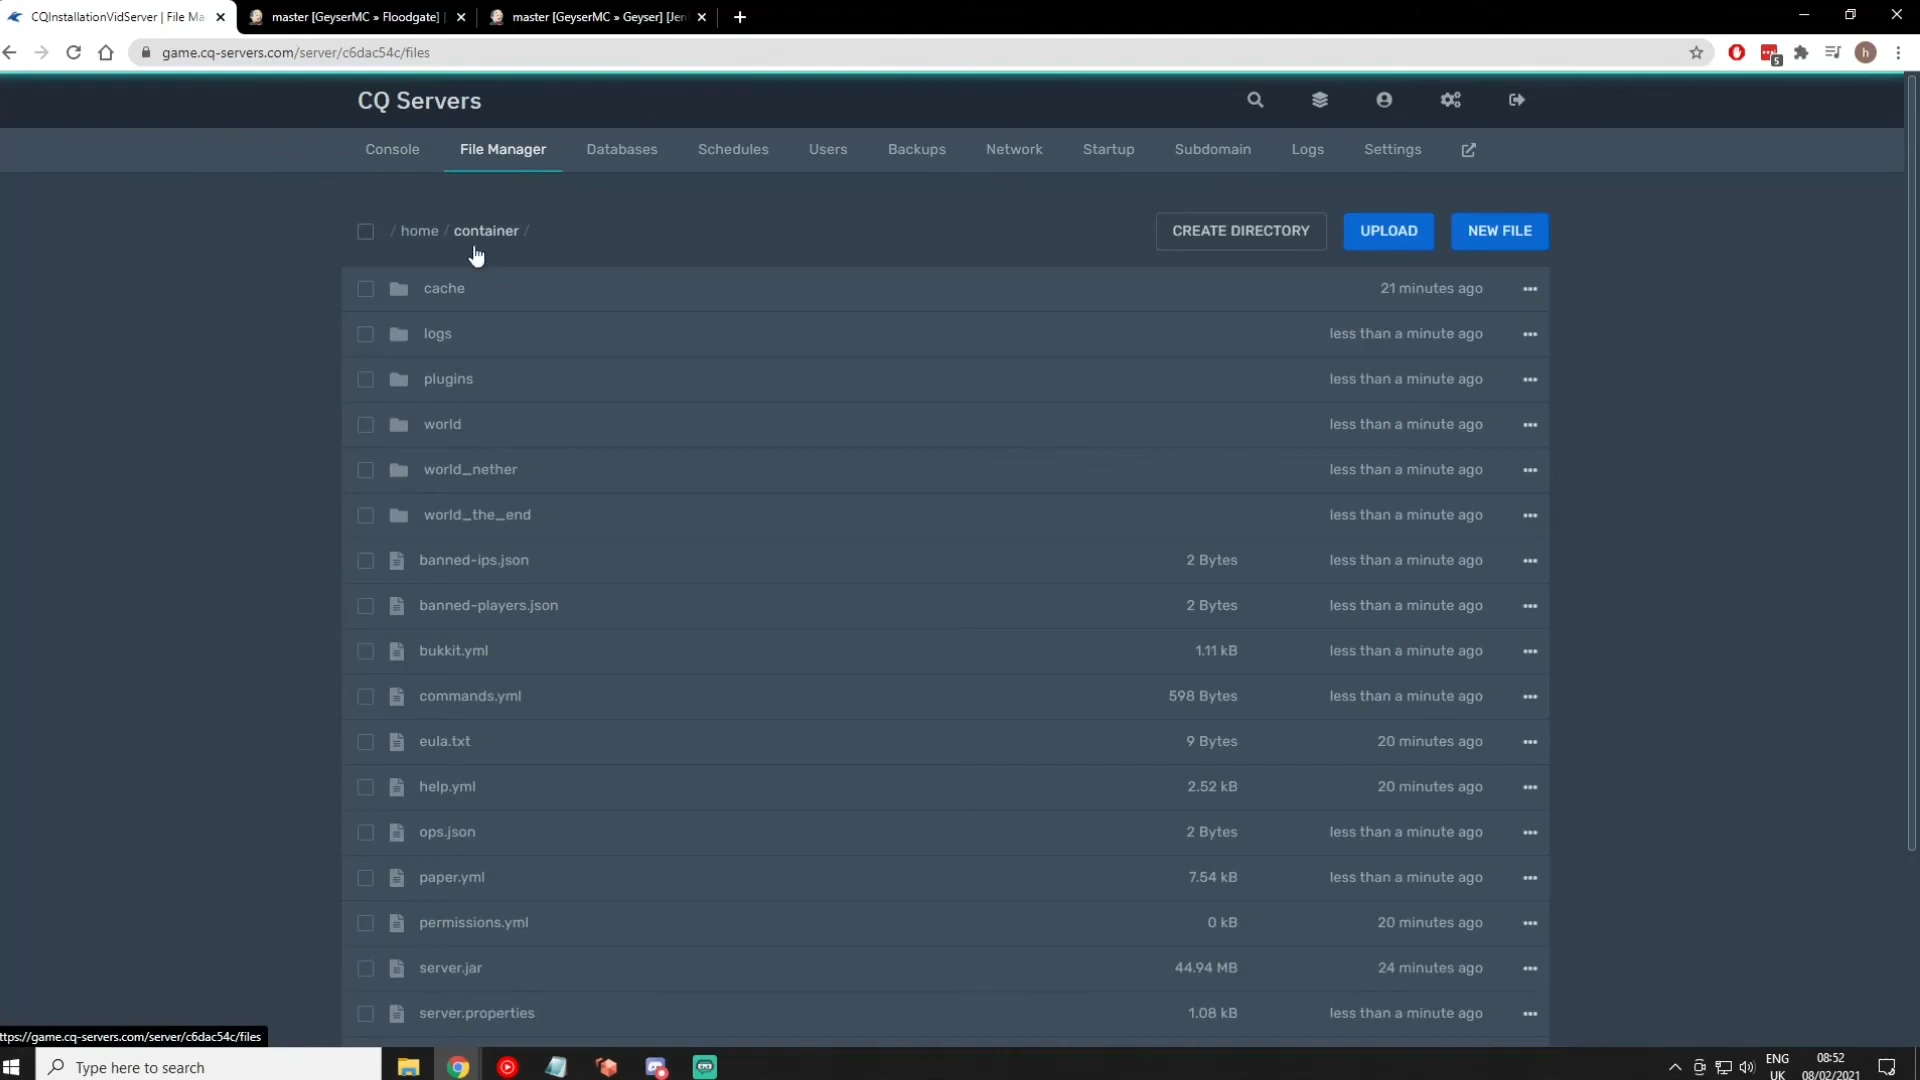 CQInstallationVidServer | File Ma
master [GeyserMC » Floodgate]
master [GeyserMC » Geyser] [Jen
game.cq-servers.com/server/c6dac54c/files
5
h
CQ Servers
Console
File Manager
Databases
Schedules
Users
Backups
Network
Startup
Subdomain
Logs
Settings
/ home / container /
CREATE DIRECTORY
UPLOAD
NEW FILE
cache 21 minutes ago
logs less than a minute ago
plugins less than a minute ago
world less than a minute ago
world_nether less than a minute ago
world_the_end less than a minute ago
banned-ips.json 2 Bytes less than a minute ago
banned-players.json 2 Bytes less than a minute ago
bukkit.yml 1.11 kB less than a minute ago
commands.yml 598 Bytes less than a minute ago
eula.txt 9 Bytes 20 minutes ago
help.yml 2.52 kB 20 minutes ago
ops.json 2 Bytes less than a minute ago
paper.yml 7.54 kB less than a minute ago
permissions.yml 0 kB 20 minutes ago
server.jar 44.94 MB 24 minutes ago
server.properties 1.08 kB less than a minute ago
ttps://game.cq-servers.com/server/c6dac54c/files
Type here to search
ENG
UK
08:52
08/02/2021